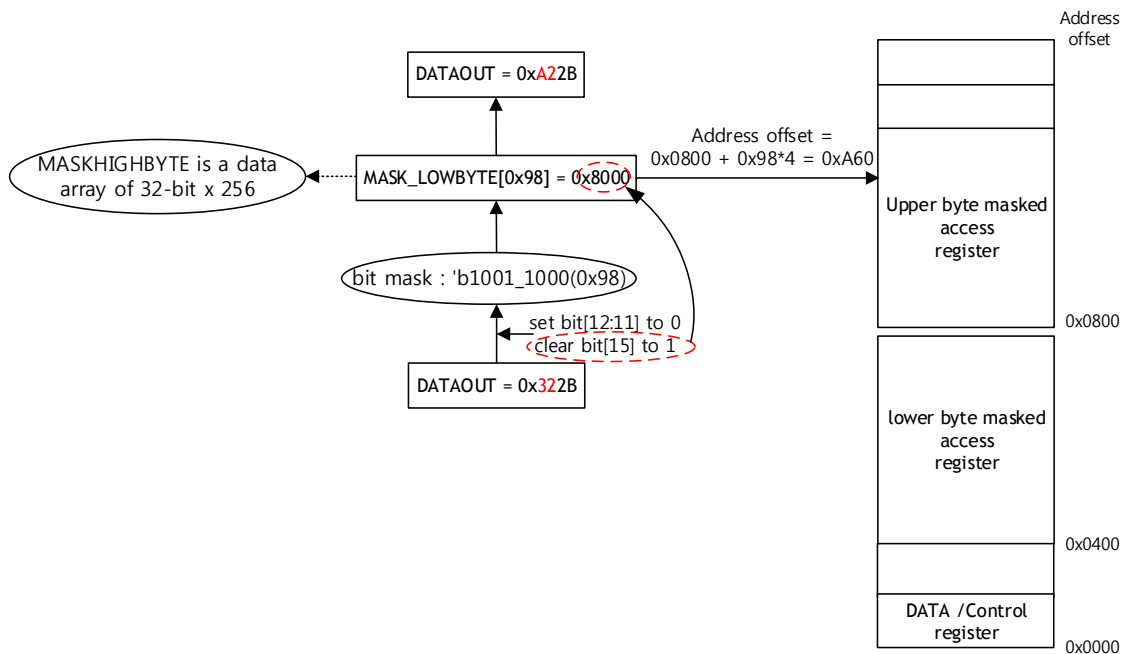 Address
offset
DATAOUT = 0xA22B
Address offset =
0x0800 + 0x98*4 = 0xA60
MASKHIGHBYTE is a data
array of 32-bit x 256
MASK_LOWBYTE[0x98] = 0x8000
Upper byte masked
access
register
bit mask : 'b1001_1000(0x98)
set bit[12:11] to 0
clear bit[15] to 1
0x0800
DATAOUT = 0x322B
lower byte masked
access
register
0x0400
DATA /Control
register
0x0000